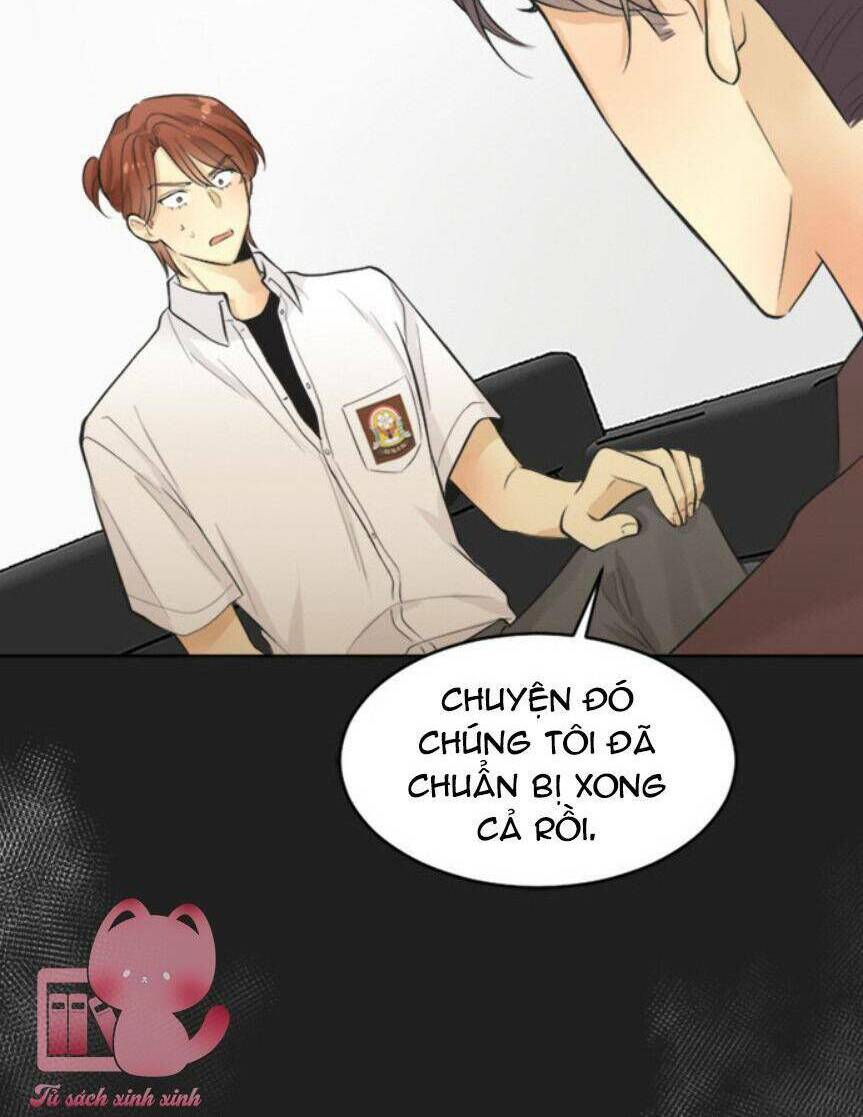 CHUYỆN ĐÓ
CHÚNG TÔI ĐÃ
CHUẨN BỊ XONG
CẢ RỒI.
Tủ sách xinh xinh